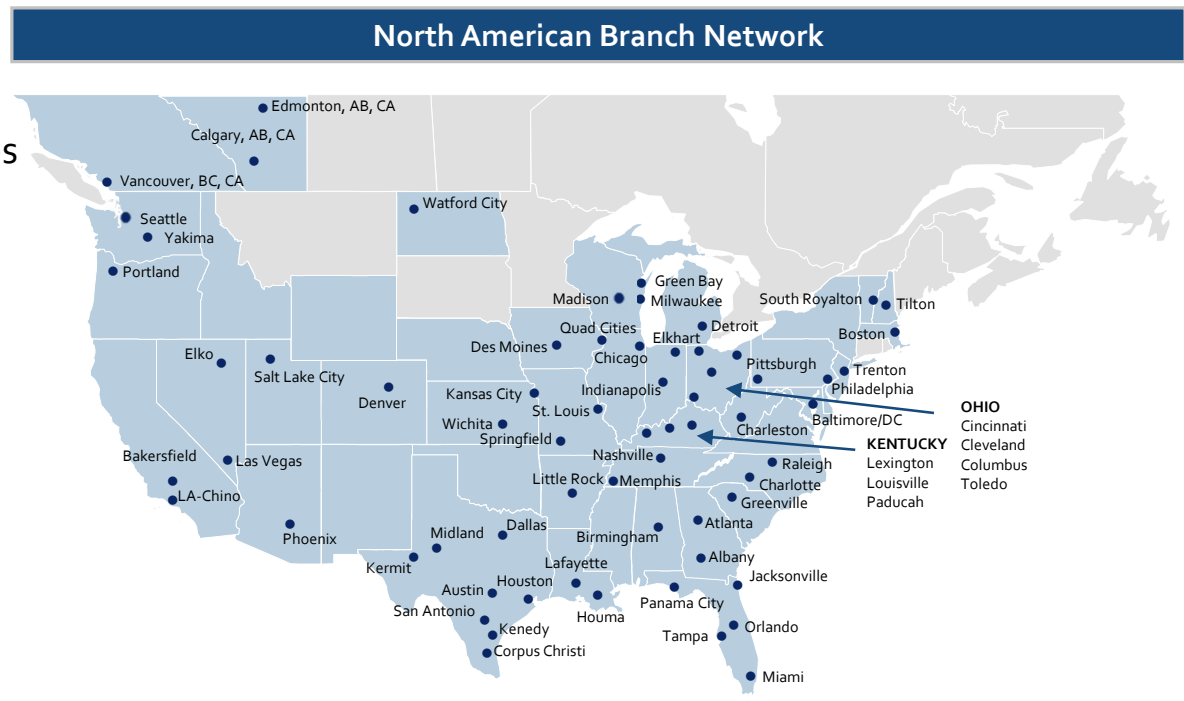 North American Branch Network
s
Edmonton, AB, CA
Calgary, AB, CA
Vancouver, BC, CA
Watford City
Seattle
Yakima
Portland
Green Bay
Madison
Milwaukee
South Royalton
Tilton
Quad Cities
Detroit
Boston
Elkhart
Des Moines
Chicago
Elko
Salt Lake City
Pittsburgh
Trenton
Philadelphia
Denver
Kansas City
Indianapolis
St. Louis
Wichita
Springfield
Charleston
Baltimore/DC
OHIO
Cincinnati
Cleveland
Columbus
Toledo
KENTUCKY
Lexington
Louisville
Paducah
Bakersfield
Las Vegas
LA-Chino
Nashville
Raleigh
Little Rock
Memphis
Charlotte
Greenville
Phoenix
Midland
Dallas
Birmingham
Atlanta
Kermit
Lafayette
Albany
Austin
Houston
Jacksonville
San Antonio
Houma
Panama City
Kenedy
Orlando
Tampa
Corpus Christi
Miami